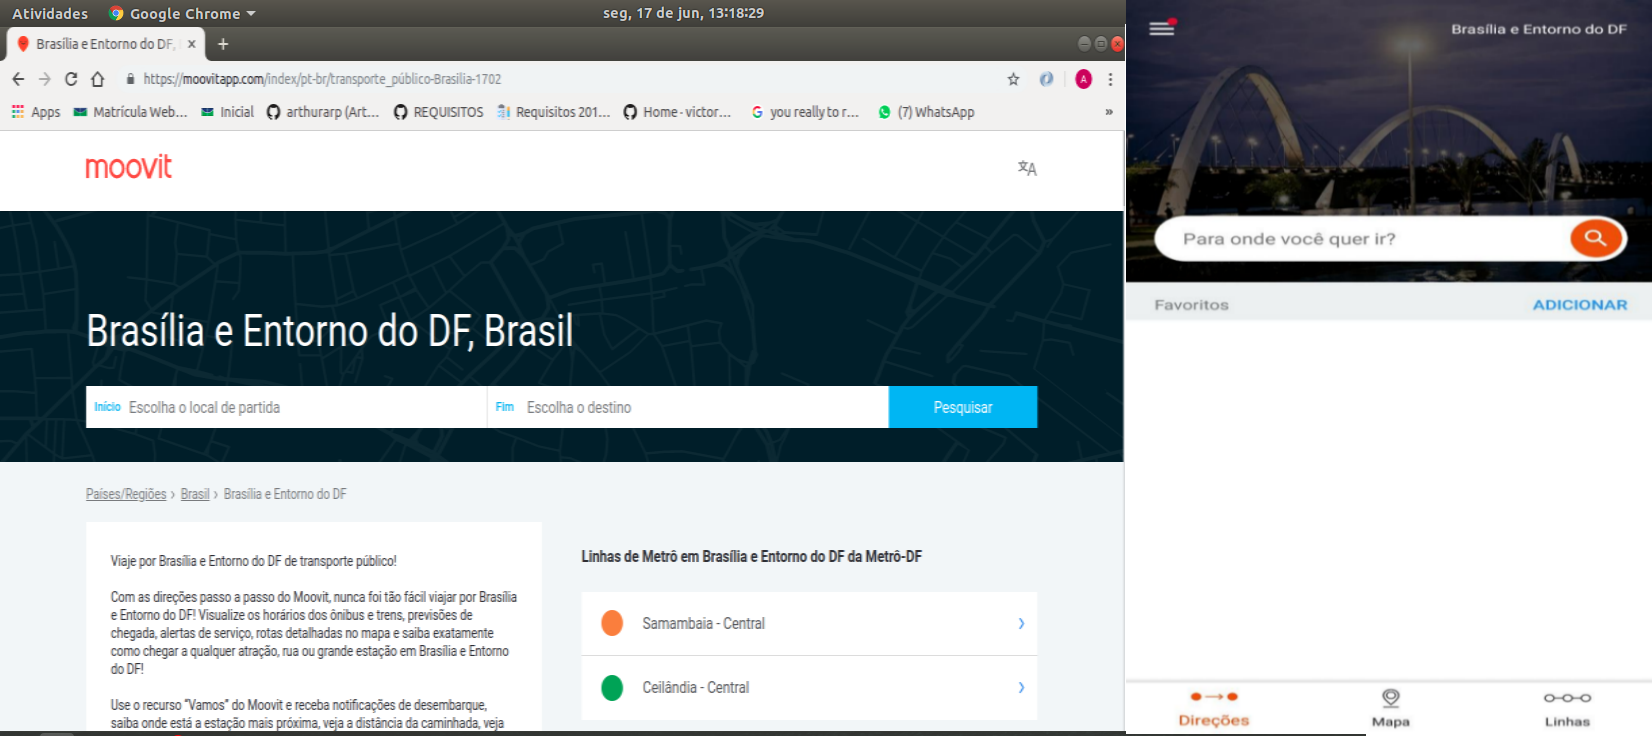 Atividades Google Chrome seg, 17 de jun, 13:18:29
Brasília e Entorno do DF,
https://moovitapp.com/index/pt-br/transporte_público-Brasilia-1702
Apps Matrícula Web... Inicial arthurarp (Art... REQUISITOS Requisitos 201... Home - victor... you really to r... (7) WhatsApp »
moovit
Brasília e Entorno do DF, Brasil
Início Escolha o local de partida Fim Escolha o destino Pesquisar
Países/Regiões › Brasil › Brasília e Entorno do DF
Viaje por Brasília e Entorno do DF de transporte público!
Com as direções passo a passo do Moovit, nunca foi tão fácil viajar por Brasília
e Entorno do DF! Visualize os horários dos ônibus e trens, previsões de
chegada, alertas de serviço, rotas detalhadas no mapa e saiba exatamente
como chegar a qualquer atração, rua ou grande estação em Brasília e Entorno
do DF!
Use o recurso “Vamos” do Moovit e receba notificações de desembarque,
saiba onde está a estação mais próxima, veja a distância da caminhada, veja
Linhas de Metrô em Brasília e Entorno do DF da Metrô-DF
Samambaia - Central
Ceilândia - Central
Brasília e Entorno do DF
Para onde você quer ir?
Favoritos ADICIONAR
Direções Mapa Linhas